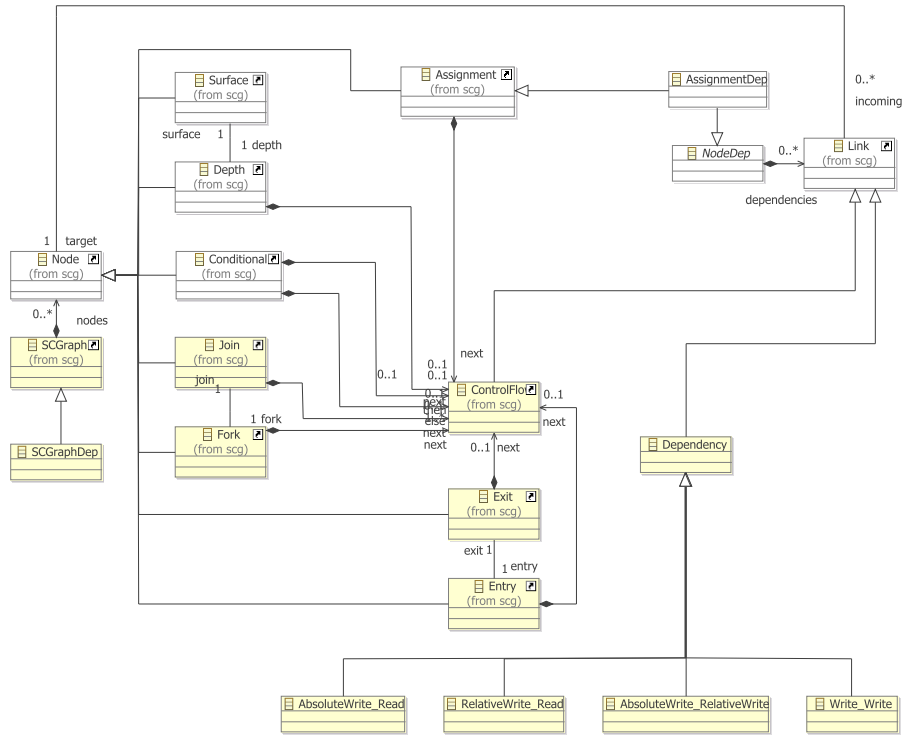 0..*
incoming
Surface
(from scg)
Assignment
(from scg)
AssignmentDep
surface 1
1 depth
NodeDep
0..*
Link
(from scg)
Depth
(from scg)
dependencies
1 target
Node
(from scg)
Conditional
(from scg)
0..*
nodes
SCGraph
(from scg)
Join
(from scg)
join
1
0..1
next
0..1
0..1
ControlFlow
(from scg)
0..1
next
then
else
next
next
next
1 fork
Fork
(from scg)
SCGraphDep
0..1 next
Dependency
Exit
(from scg)
exit 1
1 entry
Entry
(from scg)
AbsoluteWrite_Read
RelativeWrite_Read
AbsoluteWrite_RelativeWrite
Write_Write